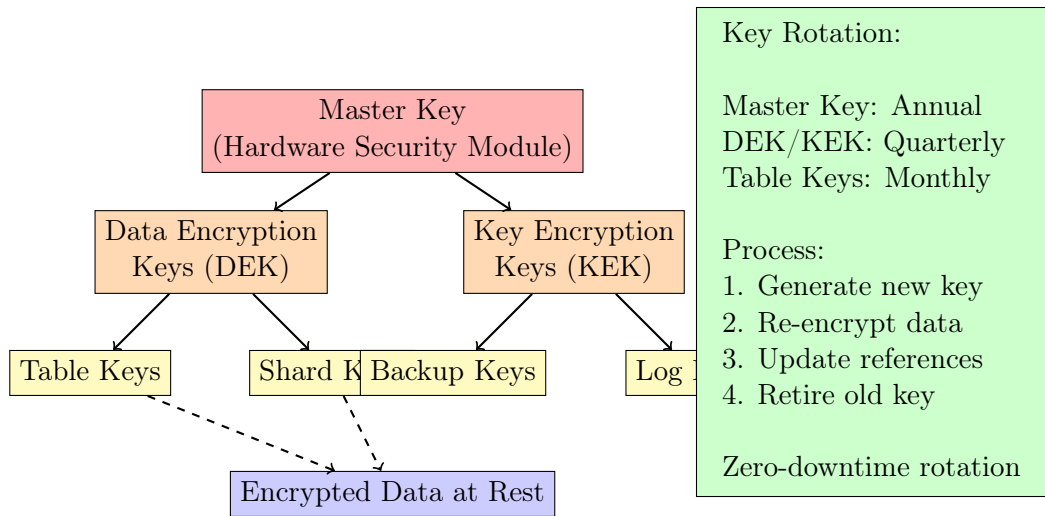 Master Key
(Hardware Security Module)
Data Encryption
Keys (DEK)
Key Encryption
Keys (KEK)
Table Keys
Shard
Backup Keys
Log
Encrypted Data at Rest
Key Rotation:
Master Key: Annual
DEK/KEK: Quarterly
Table Keys: Monthly
Process:
1. Generate new key
2. Re-encrypt data
3. Update references
4. Retire old key
Zero-downtime rotation